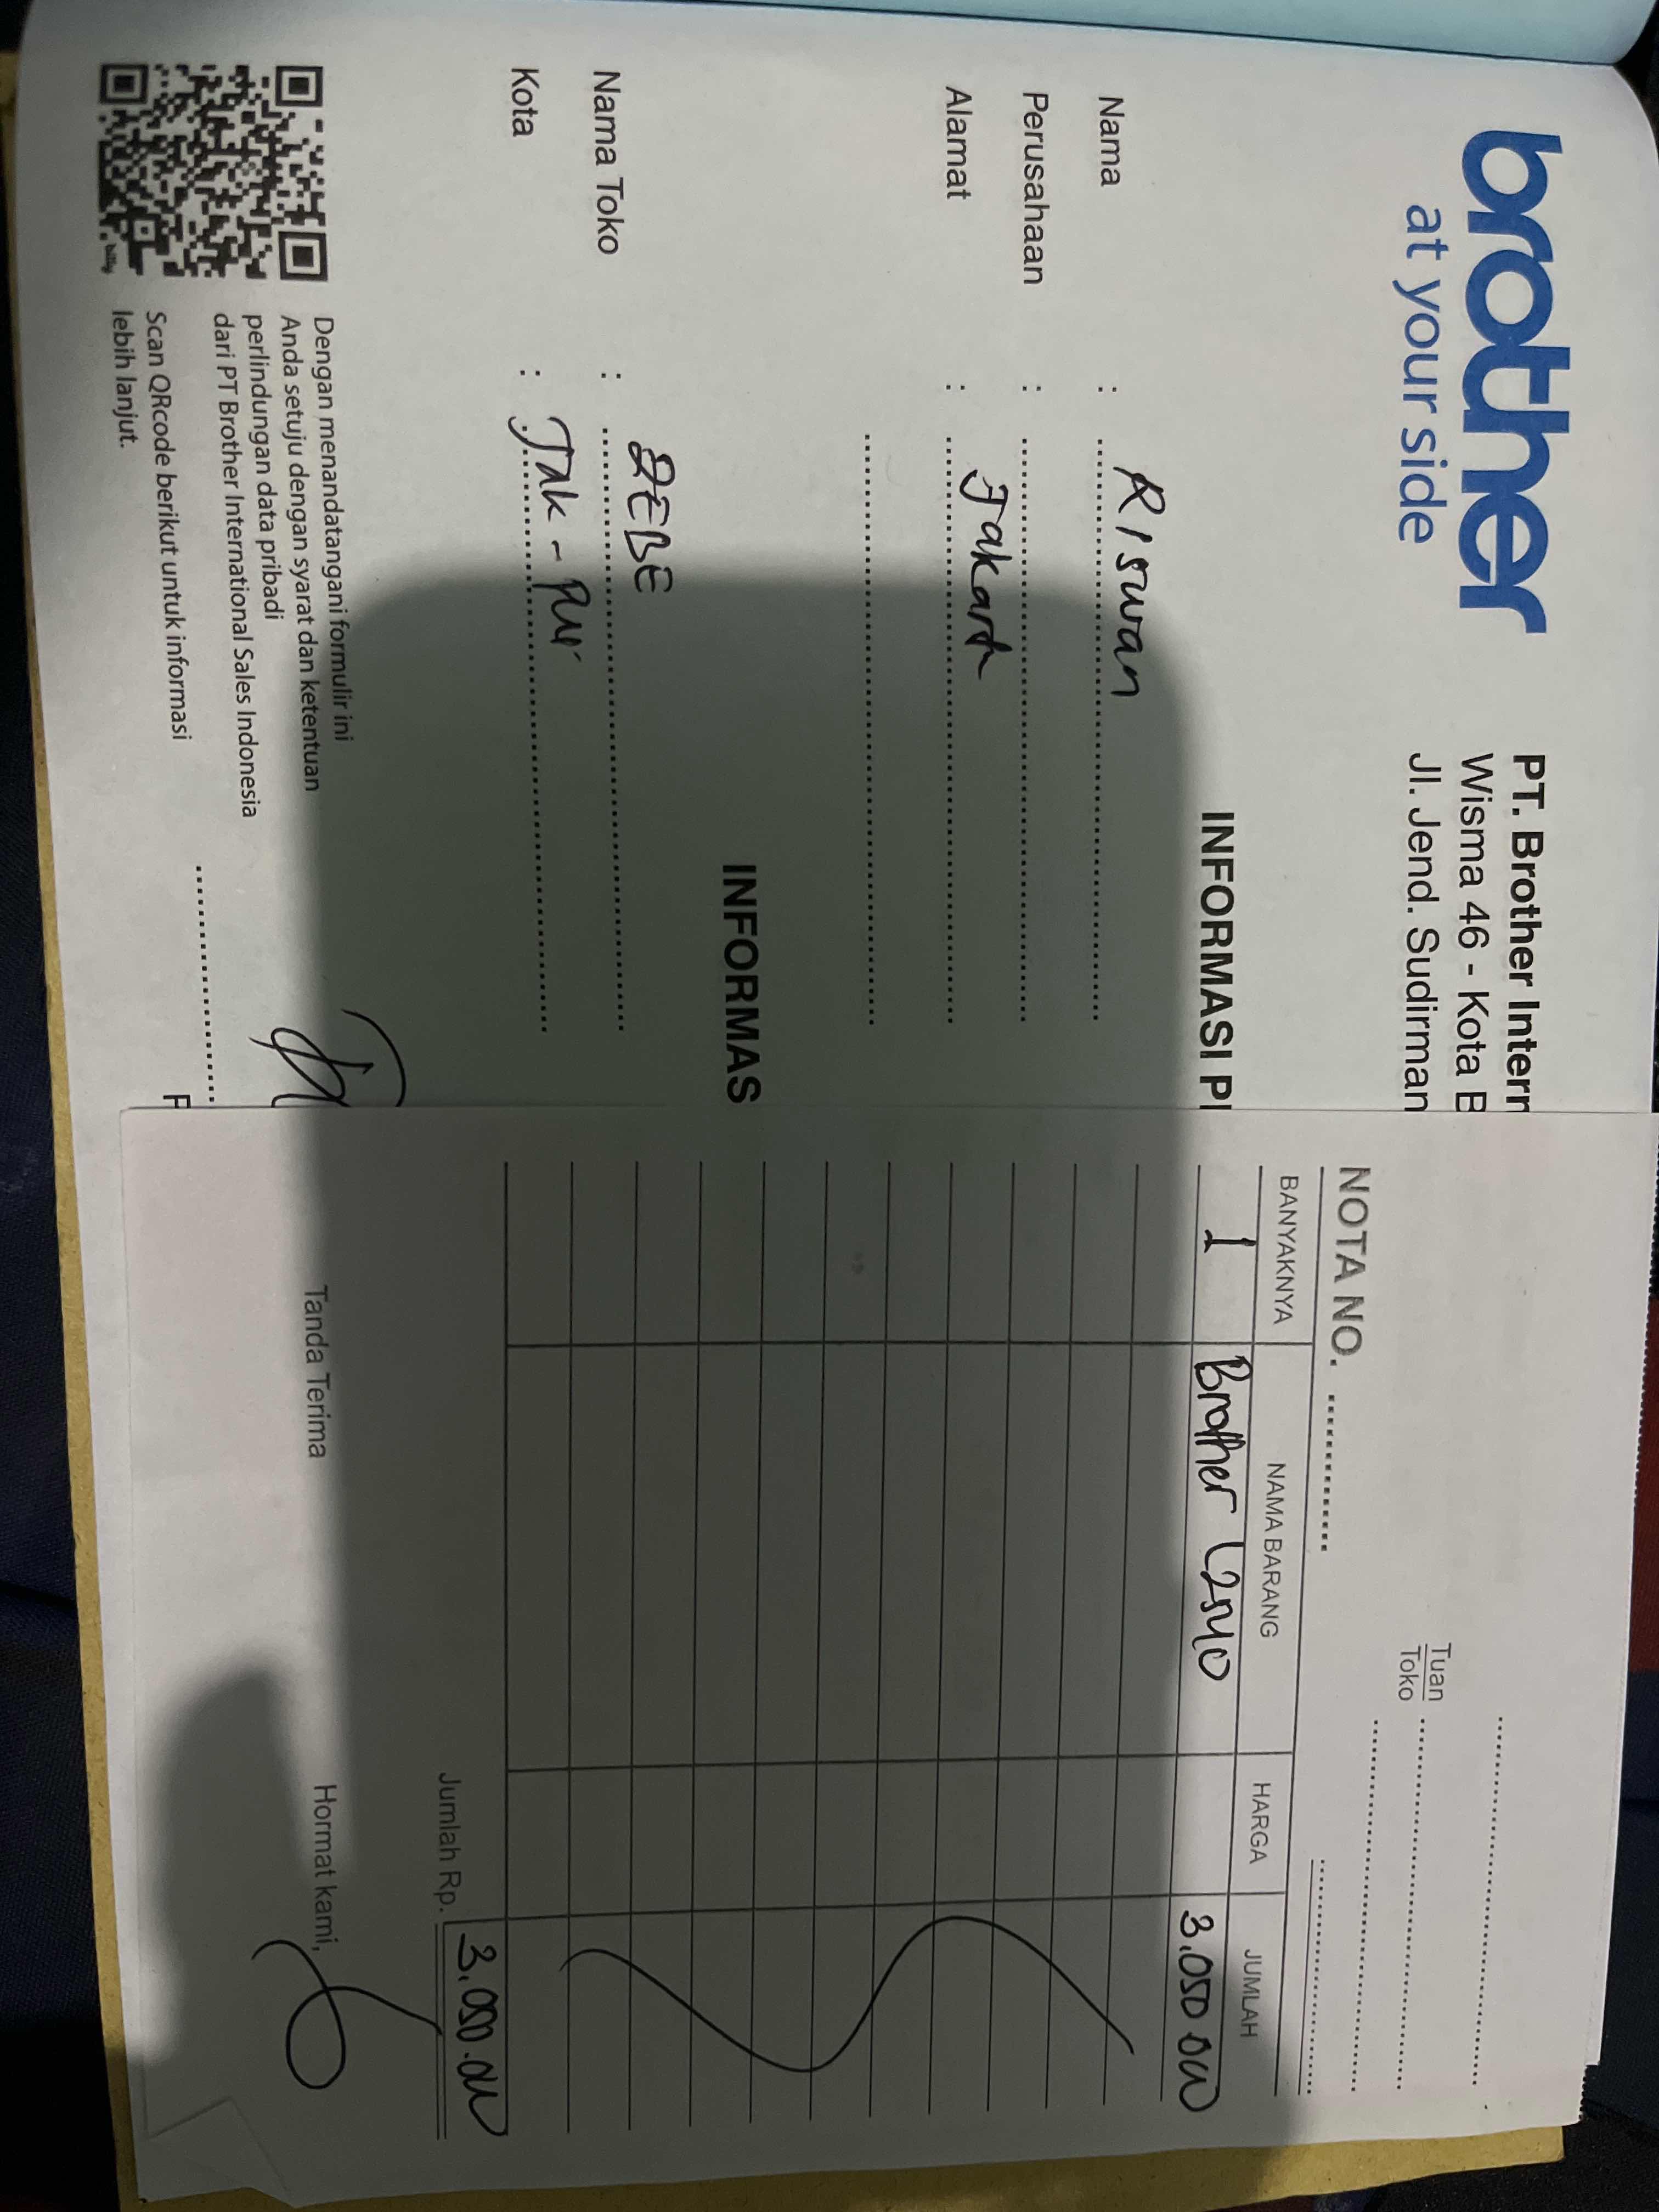 brother
at your side
PT. Brother Intern
Wisma 46 - Kota B
Jl. Jend. Sudirman
INFORMASI P
Nama : Riswan
Perusahaan :
Alamat : Jakarta
INFORMAS
Nama Toko : DEBE
Kota : Jak - Pur
Dengan menandatangani formulir ini
Anda setuju dengan syarat dan ketentuan
perlindungan data pribadi
dari PT Brother International Sales Indonesia
Scan QRcode berikut untuk informasi
lebih lanjut.
Tuan
Toko
NOTA NO.
BANYAKNYA NAMA BARANG HARGA JUMLAH
1 Brother L2540 3.050 000
Jumlah Rp. 3.050.000
Tanda Terima Hormat kami,